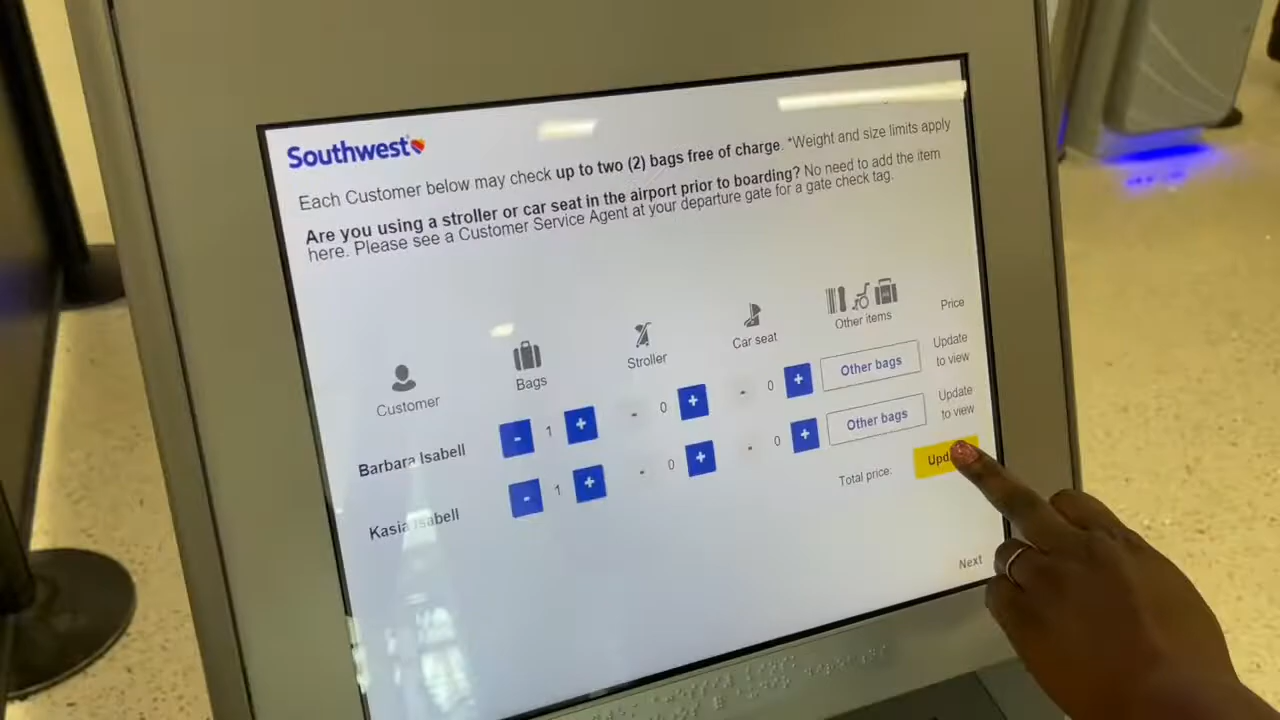 Southwest
Each Customer below may check up to two (2) bags free of charge. *Weight and size limits apply
Are you using a stroller or car seat in the airport prior to boarding? No need to add the item
here. Please see a Customer Service Agent at your departure gate for a gate check tag.
Customer Bags Stroller Car seat Other items Price
Barbara Isabell - 1 + - 0 + - 0 + Other bags Update
to view
Kasia Isabell - 1 + - 0 + - 0 + Other bags Update
to view
Total price: Upd
Next